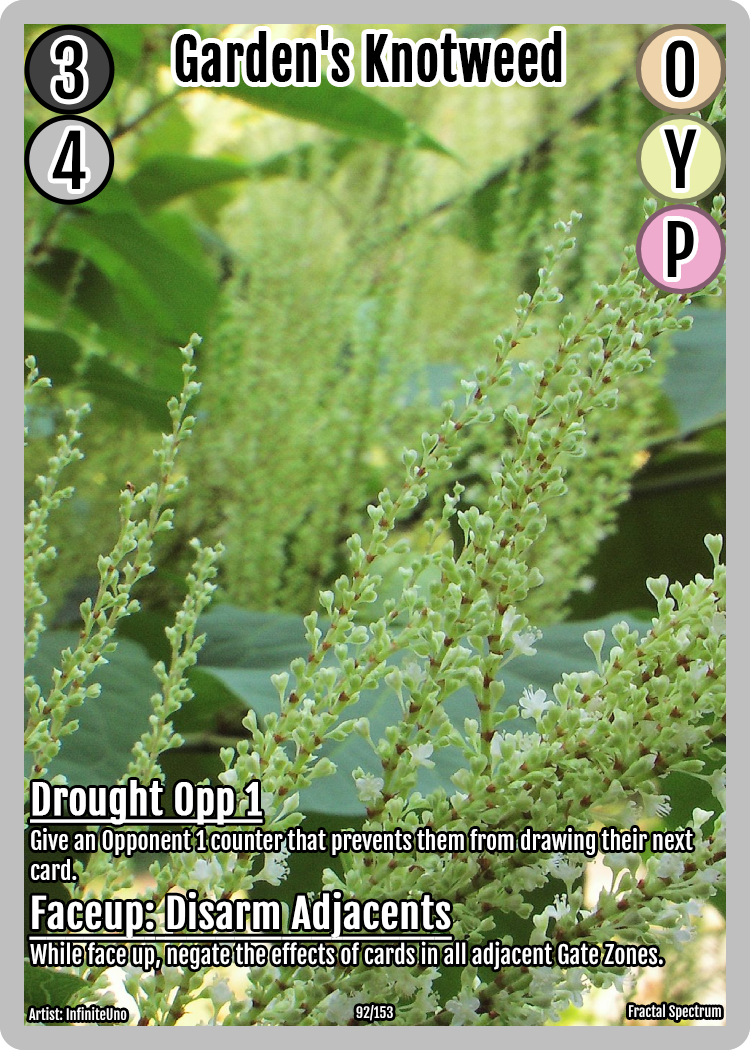 3
Garden's Knotweed
O
4
Y
P
Drought Opp 1
Give an Opponent 1 counter that prevents them from drawing their next
card.
Faceup: Disarm Adjacents
While face up, negate the effects of cards in all adjacent Gate Zones.
Artist: InfiniteUno
92/153
Fractal Spectrum